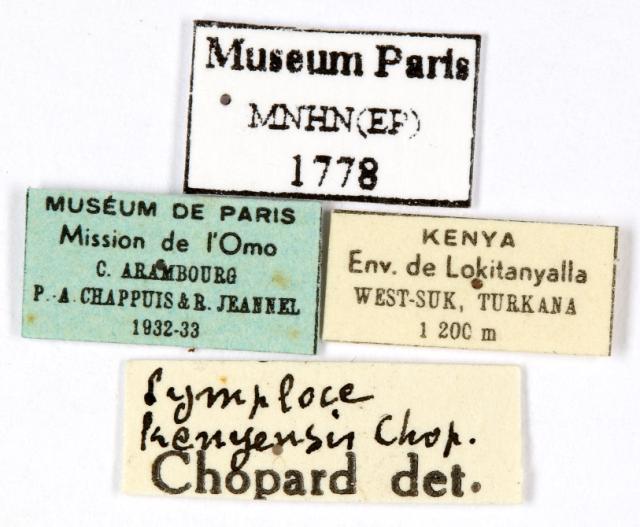 Museum Paris
MNHN(EP)
1778
MUSÉUM DE PARIS
Mission de l'Omo
C. ARAMBOURG
P. A. CHAPPUIS & R. JEANNEL
1932-33
KENYA
Env. de Lokitanyalla
WEST-SUK, TURKANA
1 200 m
Symploce
kenyensis Chop.
Chopard det.